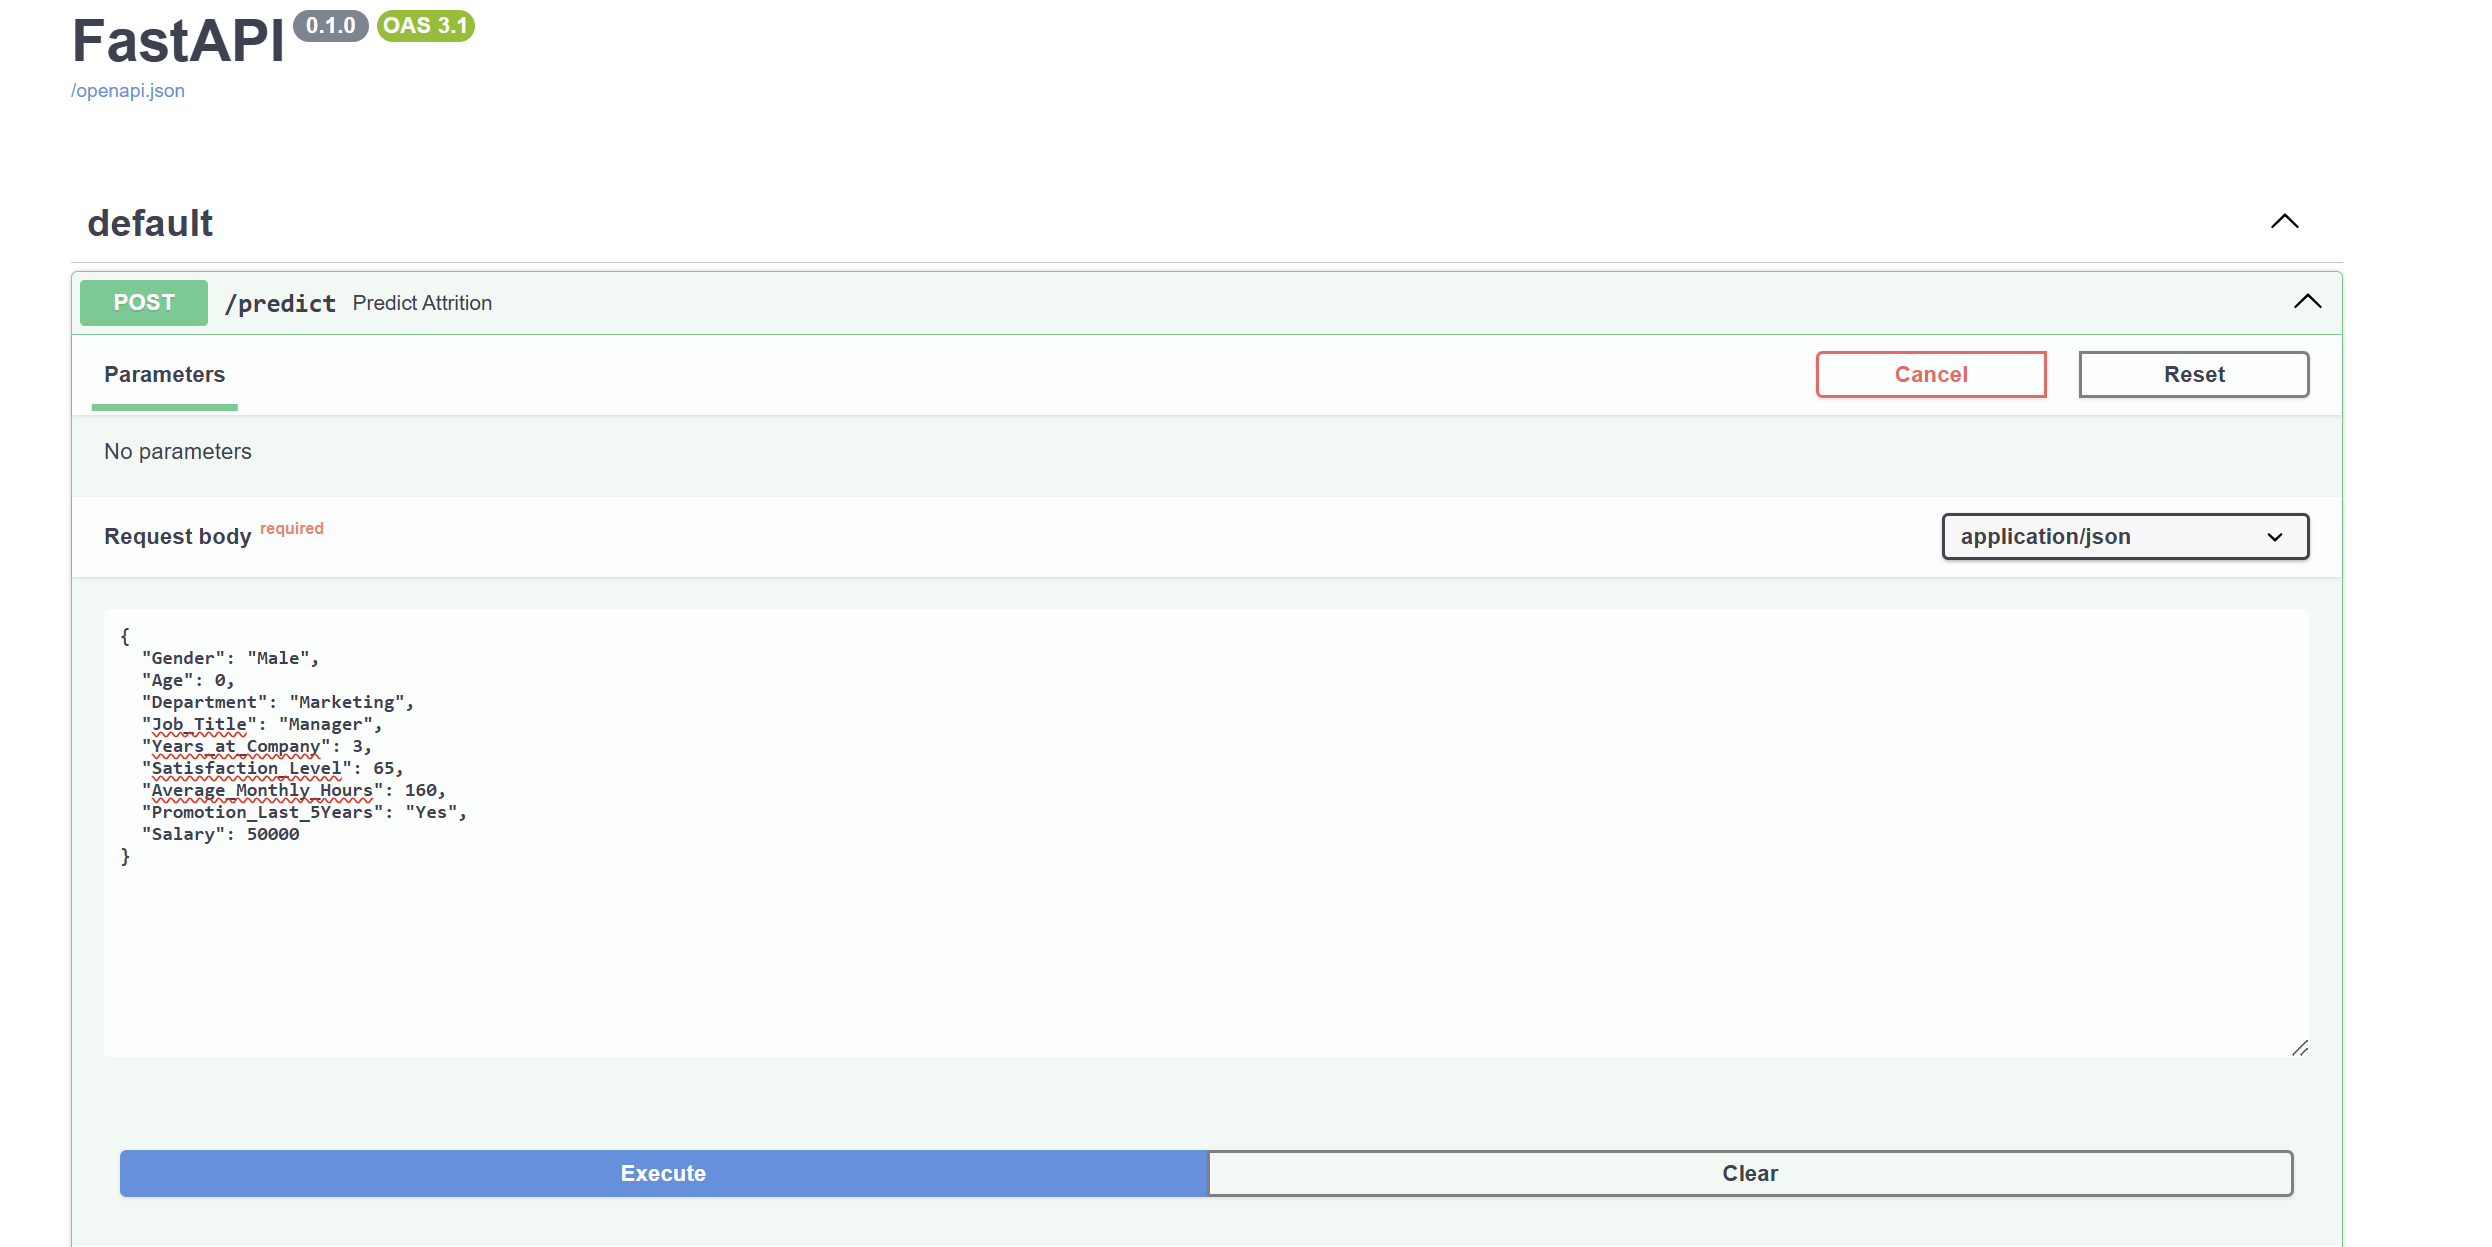 FastAPI 0.1.0 OAS 3.1
/openapi.json
default
POST /predict Predict Attrition
Parameters
Cancel Reset
No parameters
Request body required
application/json
{
  "Gender": "Male",
  "Age": 0,
  "Department": "Marketing",
  "Job_Title": "Manager",
  "Years_at_Company": 3,
  "Satisfaction_Level": 65,
  "Average_Monthly_Hours": 160,
  "Promotion_Last_5Years": "Yes",
  "Salary": 50000
}
Execute Clear